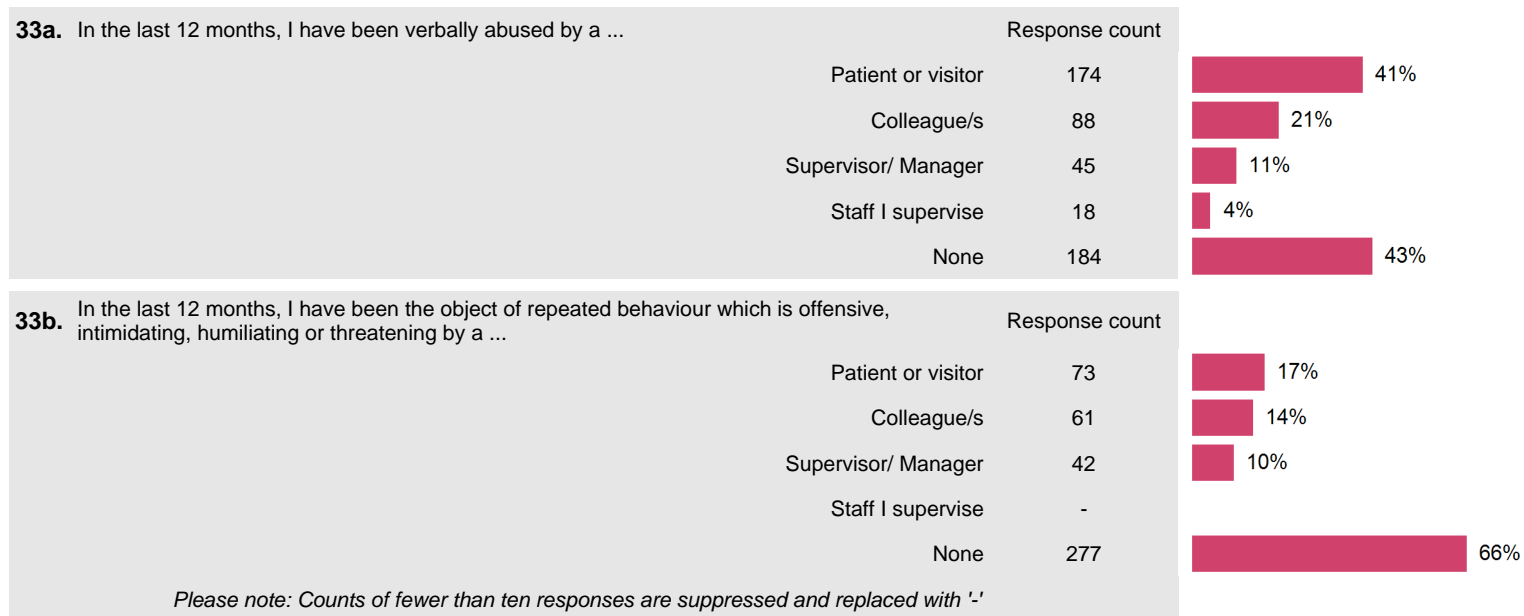 33a. In the last 12 months, I have been verbally abused by a ... Response count
Patient or visitor 174 41%
Colleague/s 88 21%
Supervisor/ Manager 45 11%
Staff I supervise 18 4%
None 184 43%
33b. In the last 12 months, I have been the object of repeated behaviour which is offensive,
intimidating, humiliating or threatening by a ... Response count
Patient or visitor 73 17%
Colleague/s 61 14%
Supervisor/ Manager 42 10%
Staff I supervise -
None 277 66%
Please note: Counts of fewer than ten responses are suppressed and replaced with '-'